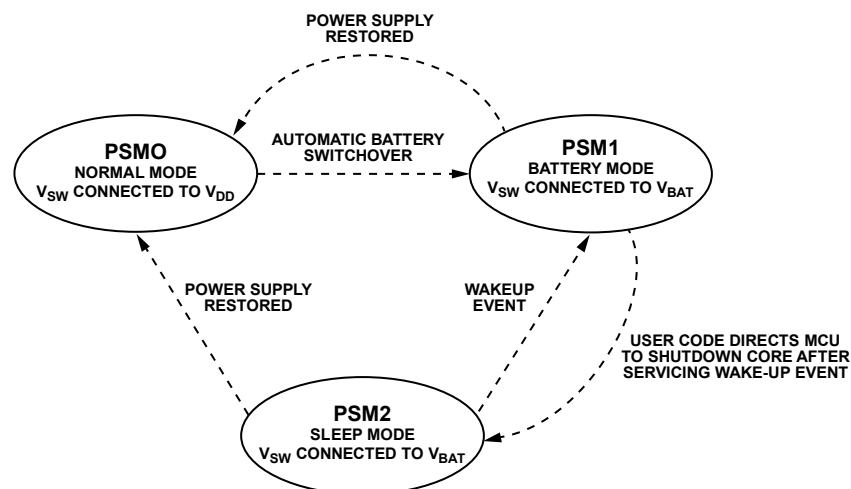 POWER SUPPLY
RESTORED
PSMO
NORMAL MODE
VSW CONNECTED TO VDD
AUTOMATIC BATTERY
SWITCHOVER
PSM1
BATTERY MODE
VSW CONNECTED TO VBAT
POWER SUPPLY
RESTORED
WAKEUP
EVENT
USER CODE DIRECTS MCU
TO SHUTDOWN CORE AFTER
SERVICING WAKE-UP EVENT
PSM2
SLEEP MODE
VSW CONNECTED TO VBAT